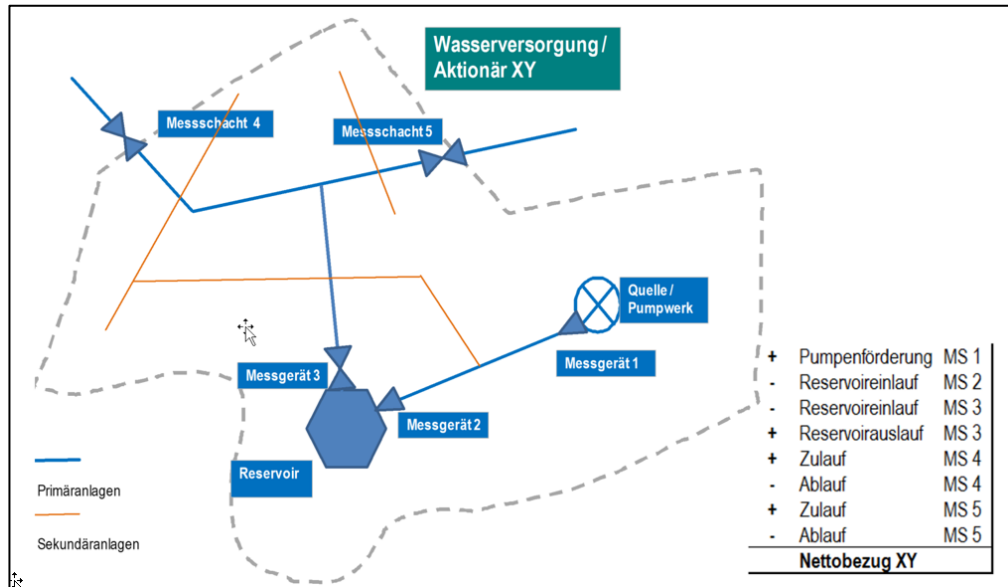 Wasserversorgung /
Aktionär XY
Messschacht 4
Messschacht 5
Quelle /
Pumpwerk
Messgerät 1
Messgerät 3
Messgerät 2
Reservoir
Primäranlagen
Sekundäranlagen
+ Pumpenförderung MS 1
- Reservoireinlauf MS 2
- Reservoireinlauf MS 3
+ Reservoirauslauf MS 3
+ Zulauf MS 4
- Ablauf MS 4
+ Zulauf MS 5
- Ablauf MS 5
Nettobezug XY